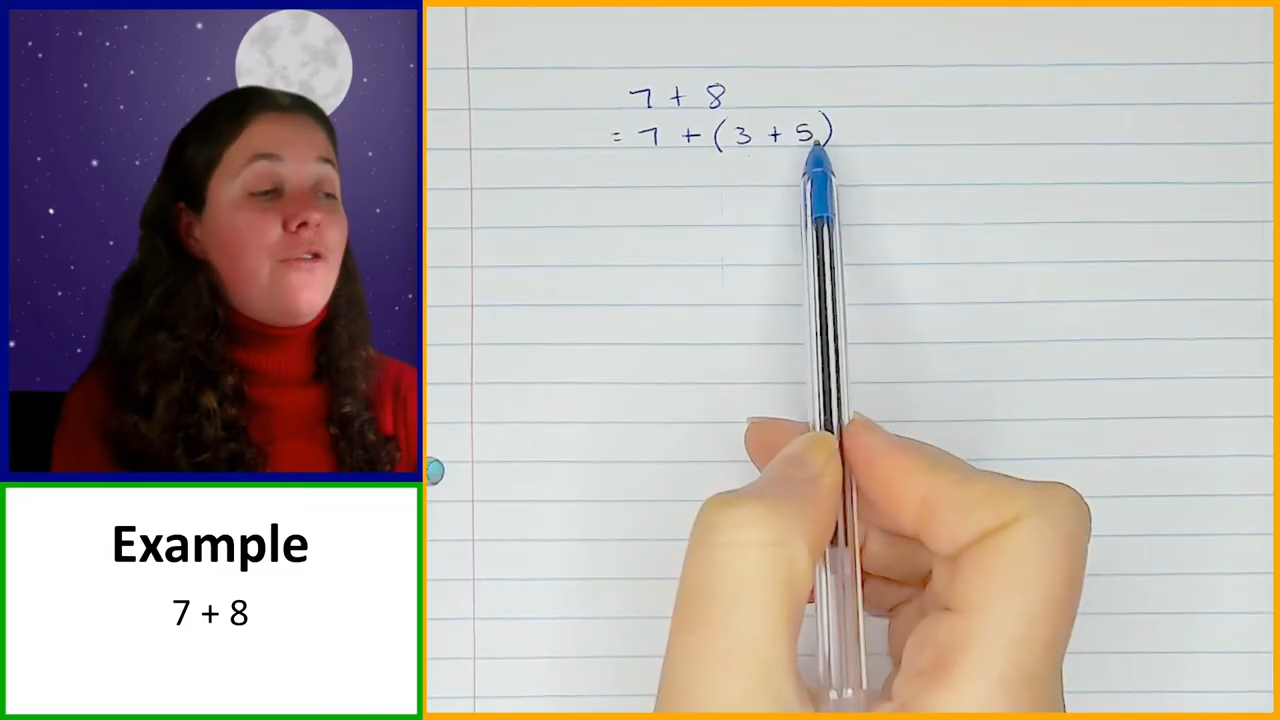 7 + 8
= 7 + (3 + 5)
Example
7 + 8